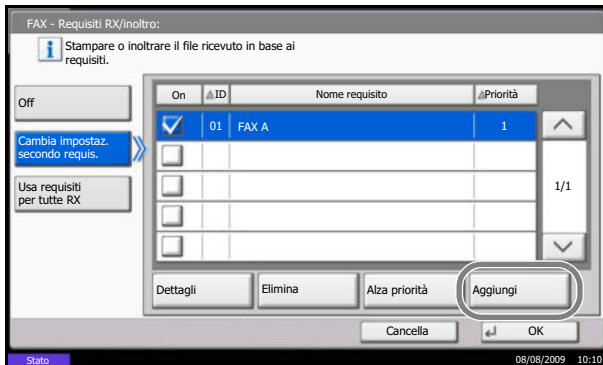 FAX - Requisiti RX/inoltro:
Stampare o inoltrare il file ricevuto in base ai
requisiti.
Off
Cambia impostaz.
secondo requis.
Usa requisiti
per tutte RX
On ID Nome requisito Priorità
01 FAX A 1
1/1
Dettagli Elimina Alza priorità Aggiungi
Cancella OK
Stato 08/08/2009 10:10